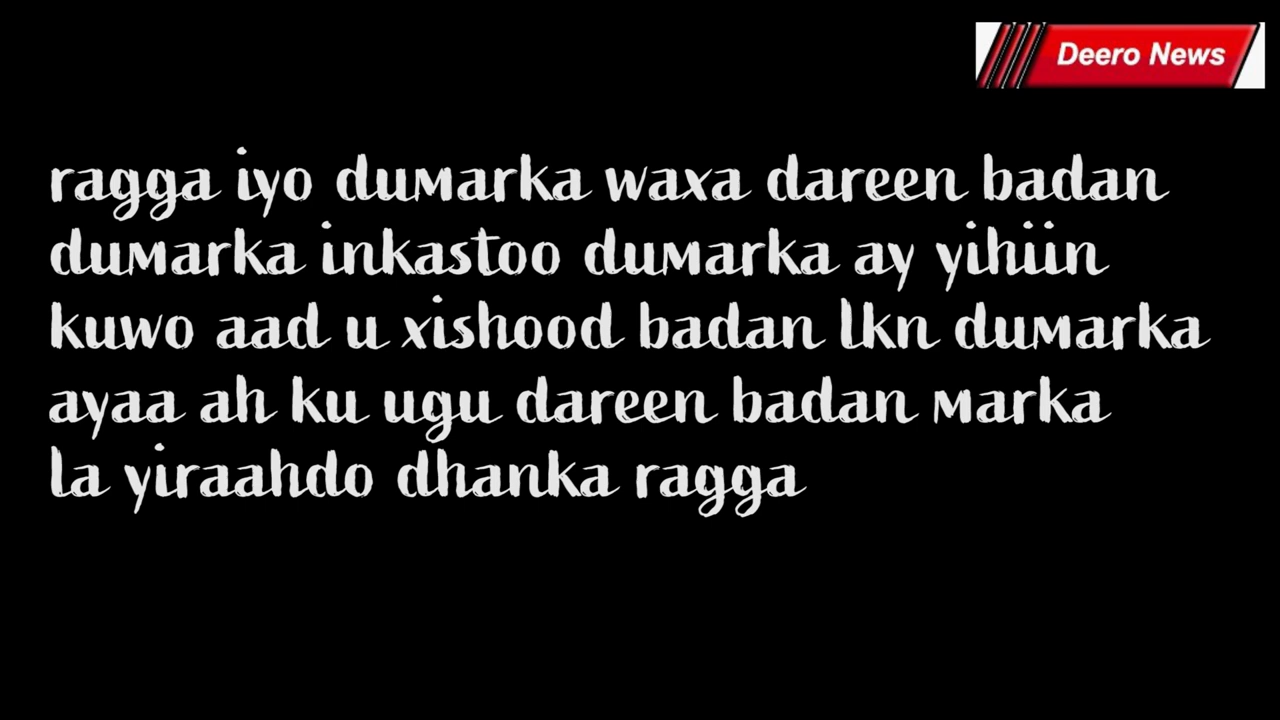 Deero News
ragga iyo dumarka waxa dareen badan
dumarka inkastoo dumarka ay yihiin
kuwo aad u xishood badan lkn dumarka
ayaa ah ku ugu dareen badan marka
la yiraahdo dhanka ragga